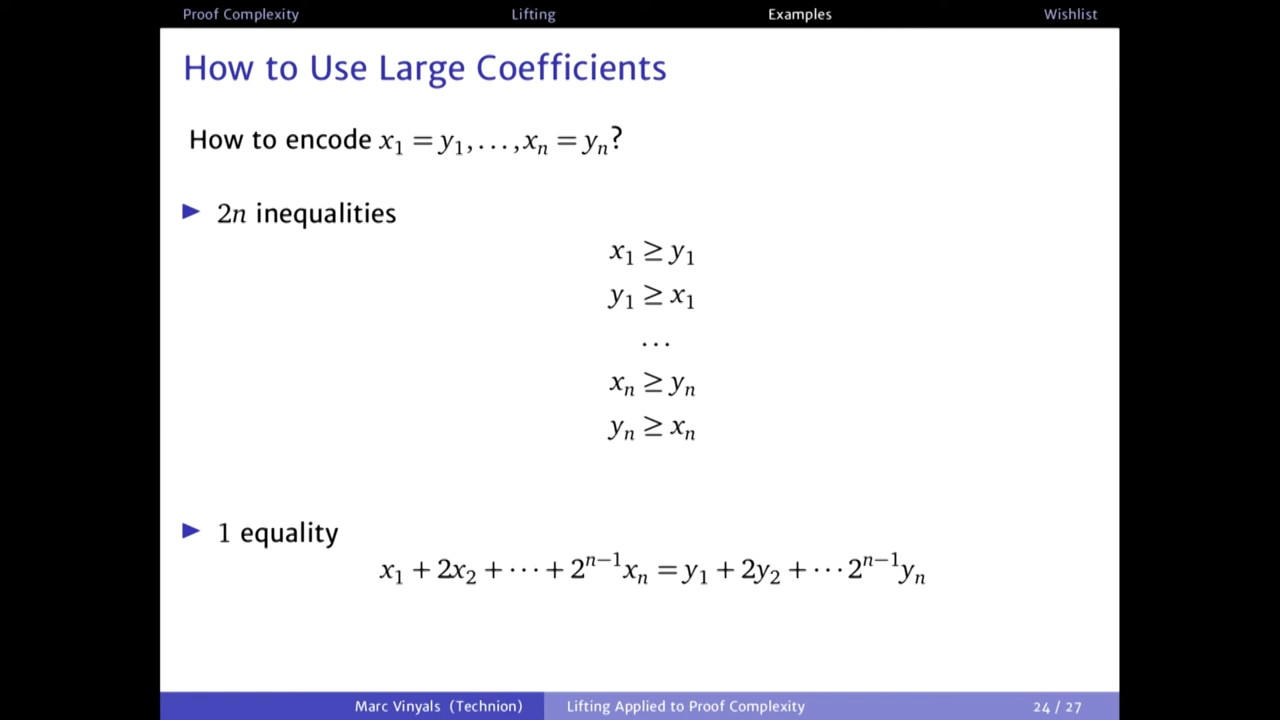 Proof Complexity Lifting Examples Wishlist
How to Use Large Coefficients
How to encode x₁ = y₁,...,xₙ = yₙ?
▶ 2n inequalities
x₁ ≥ y₁
y₁ ≥ x₁
...
xₙ ≥ yₙ
yₙ ≥ xₙ
▶ 1 equality
x₁ + 2x₂ + ··· + 2ⁿ⁻¹xₙ = y₁ + 2y₂ + ··· 2ⁿ⁻¹yₙ
Marc Vinyals (Technion) Lifting Applied to Proof Complexity 24 / 27